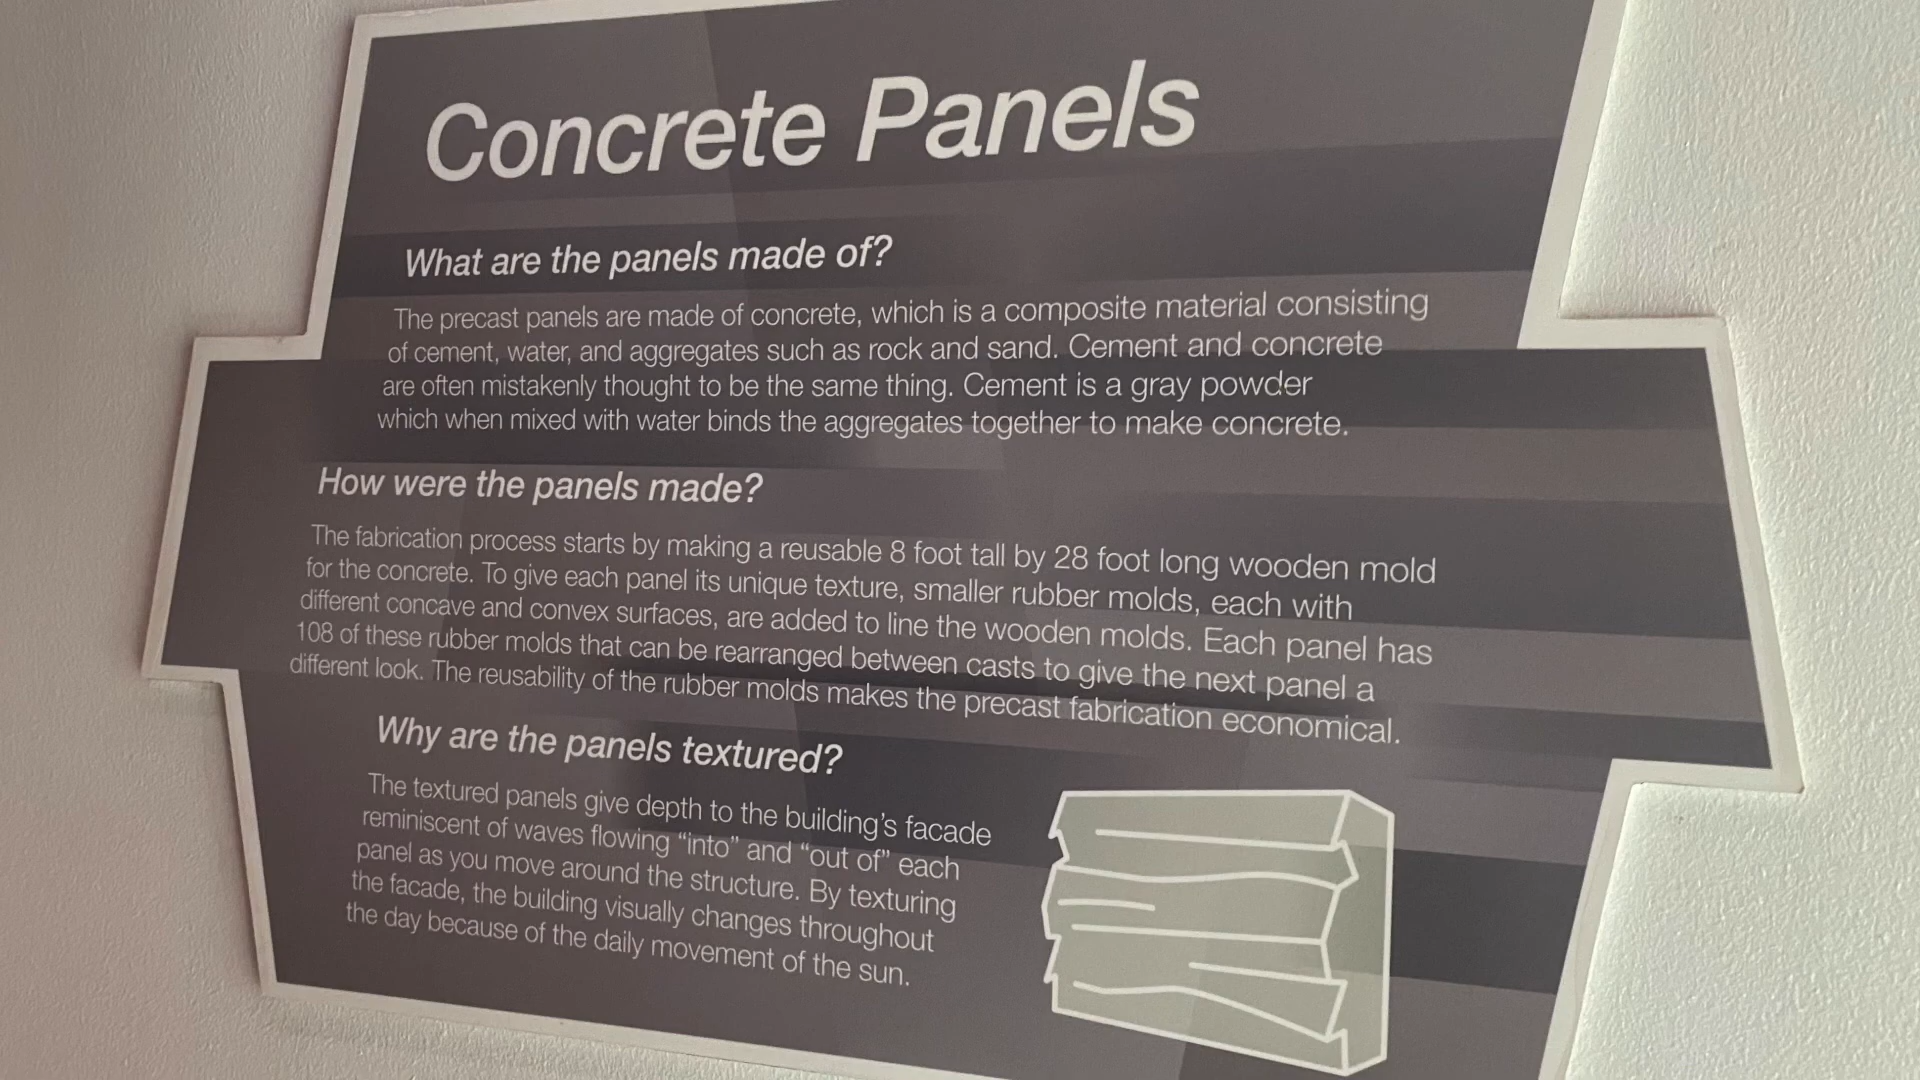 Concrete Panels
What are the panels made of?
The precast panels are made of concrete, which is a composite material consisting
of cement, water, and aggregates such as rock and sand. Cement and concrete
are often mistakenly thought to be the same thing. Cement is a gray powder
which when mixed with water binds the aggregates together to make concrete.
How were the panels made?
The fabrication process starts by making a reusable 8 foot tall by 28 foot long wooden mold
for the concrete. To give each panel its unique texture, smaller rubber molds, each with
different concave and convex surfaces, are added to line the wooden molds. Each panel has
108 of these rubber molds that can be rearranged between casts to give the next panel a
different look. The reusability of the rubber molds makes the precast fabrication economical.
Why are the panels textured?
The textured panels give depth to the building's facade
reminiscent of waves flowing “into” and “out of” each
panel as you move around the structure. By texturing
the facade, the building visually changes throughout
the day because of the daily movement of the sun.